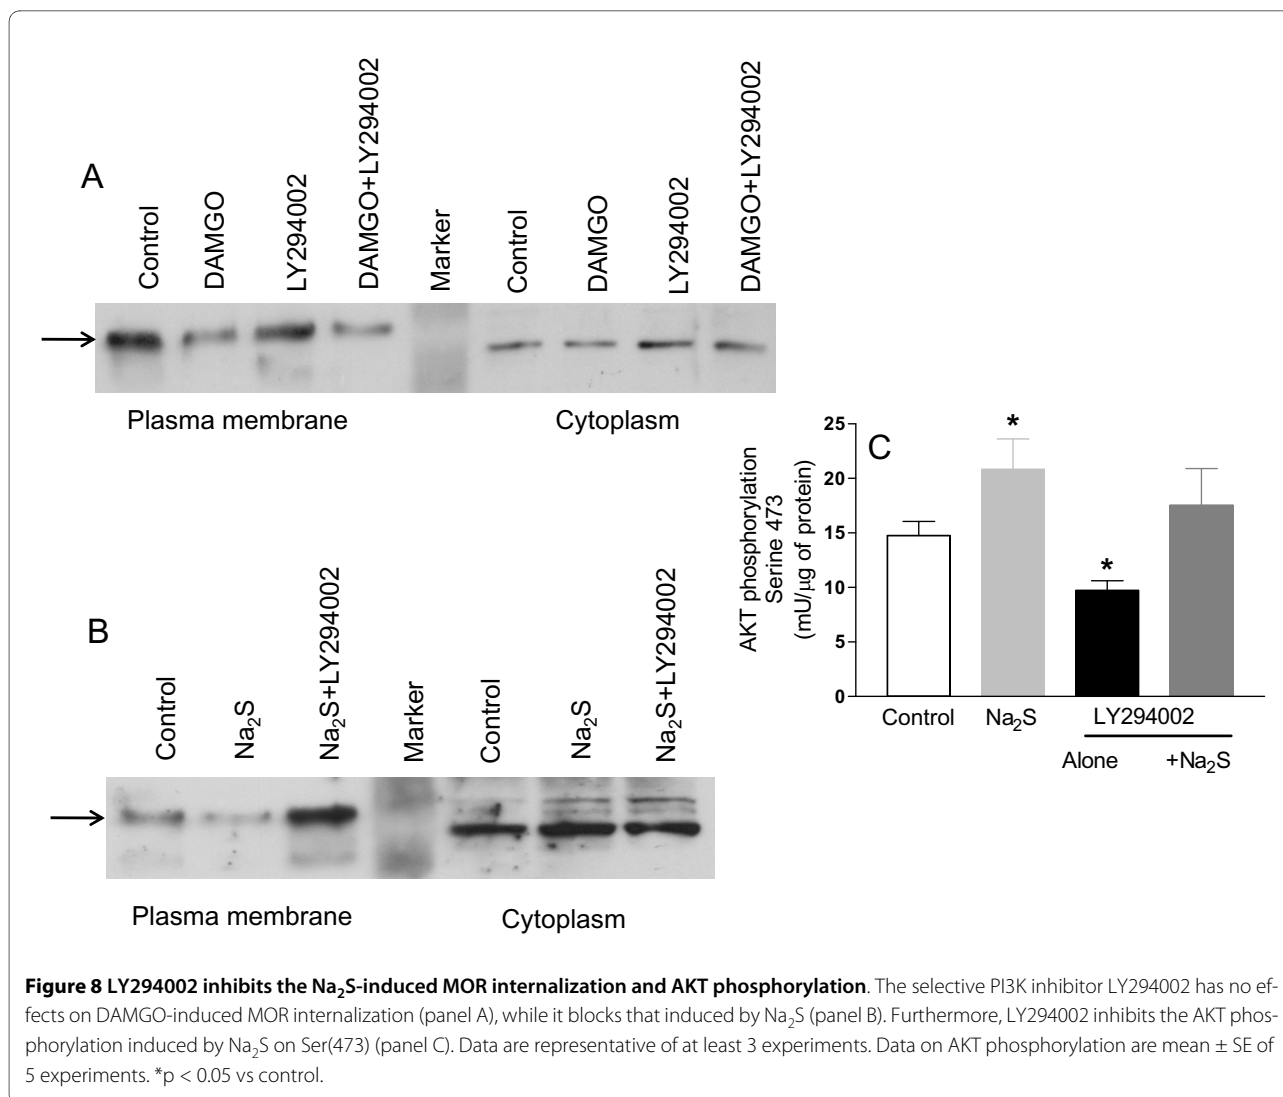 A
Control
DAMGO
LY294002
DAMGO+LY294002
Marker
Control
DAMGO
LY294002
DAMGO+LY294002
Plasma membrane
Cytoplasm
B
Control
Na₂S
Na₂S+LY294002
Marker
Control
Na₂S
Na₂S+LY294002
Plasma membrane
Cytoplasm
C
AKT phosphorylation
Serine 473
(mU/µg of protein)
25
20
15
10
5
0
*
*
Control
Na₂S
LY294002
Alone
+Na₂S
Figure 8 LY294002 inhibits the Na₂S-induced MOR internalization and AKT phosphorylation. The selective PI3K inhibitor LY294002 has no ef-
fects on DAMGO-induced MOR internalization (panel A), while it blocks that induced by Na₂S (panel B). Furthermore, LY294002 inhibits the AKT phos-
phorylation induced by Na₂S on Ser(473) (panel C). Data are representative of at least 3 experiments. Data on AKT phosphorylation are mean ± SE of
5 experiments. *p < 0.05 vs control.